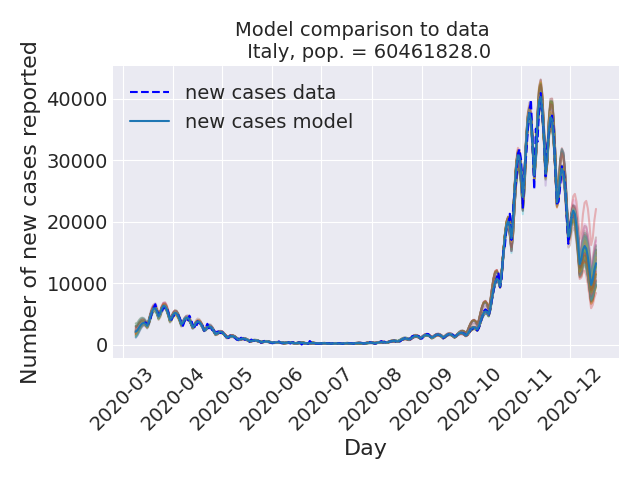 Model comparison to data
Italy, pop. = 60461828.0
new cases data
new cases model
Number of new cases reported
40000
30000
20000
10000
0
2020-03
2020-04
2020-05
2020-06
2020-07
2020-08
2020-09
2020-10
2020-11
2020-12
Day